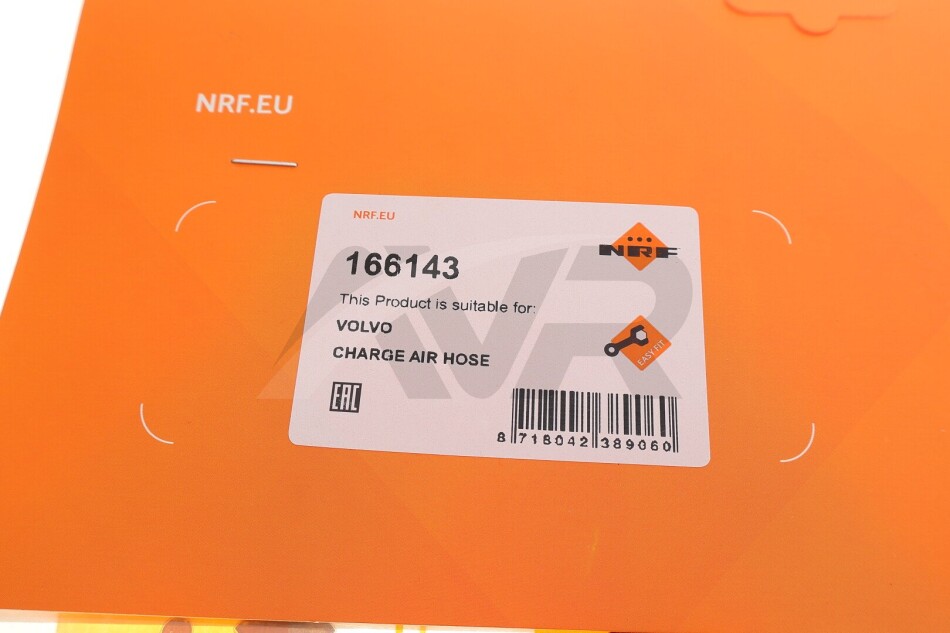 NRF.EU
NRF.EU
NRF
166143
This Product is suitable for:
VOLVO
CHARGE AIR HOSE
EASY FIT
EAC
8 718042 389060
AVR